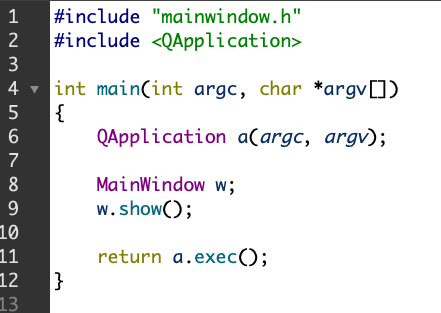 1 #include "mainwindow.h"
2 #include <QApplication>
3
4 int main(int argc, char *argv[])
5 {
6     QApplication a(argc, argv);
7
8     MainWindow w;
9     w.show();
10
11     return a.exec();
12 }
13